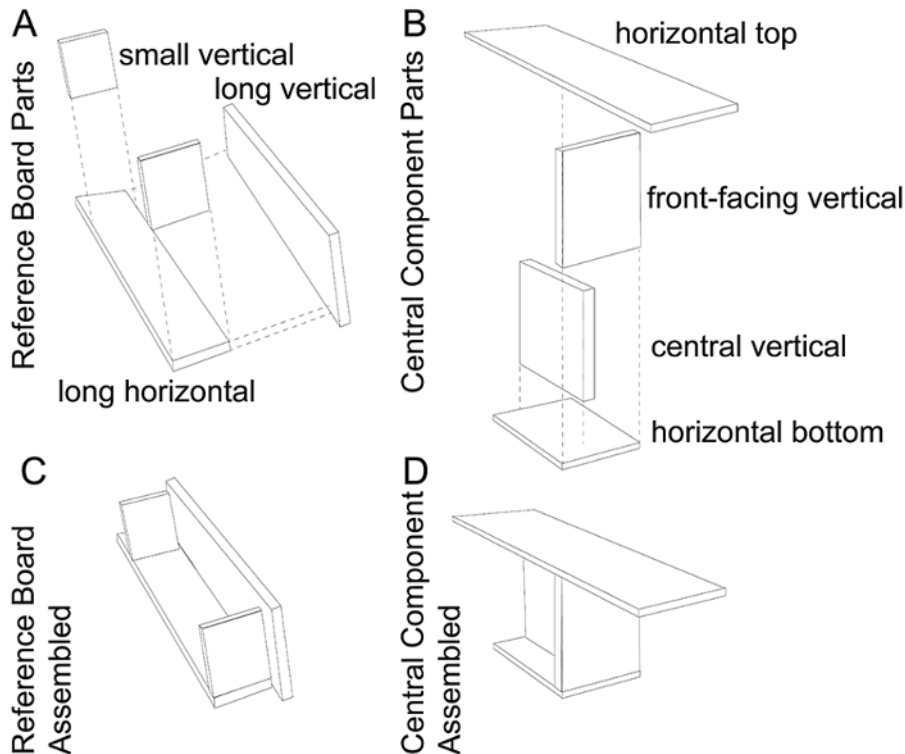 A
Reference Board Parts
small vertical
long vertical
long horizontal
B
Central Component Parts
horizontal top
front-facing vertical
central vertical
horizontal bottom
C
Reference Board
Assembled
D
Central Component
Assembled